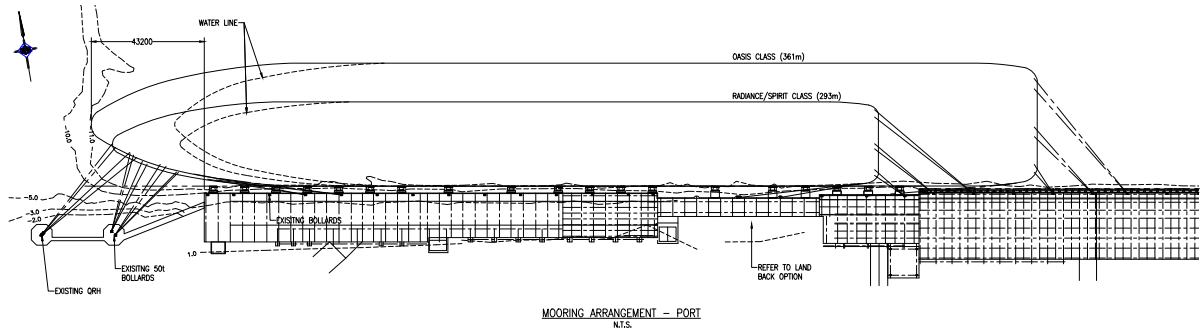 WATER LINE
43200
OASIS CLASS (361m)
RADIANCE/SPIRIT CLASS (293m)
-10.0
-11.0
-5.0
-3.0
-2.0
EXISTING BOLLARDS
1.0
EXISITNG 50t
BOLLARDS
EXISTING QRH
REFER TO LAND
BACK OPTION
MOORING ARRANGEMENT - PORT
N.T.S.